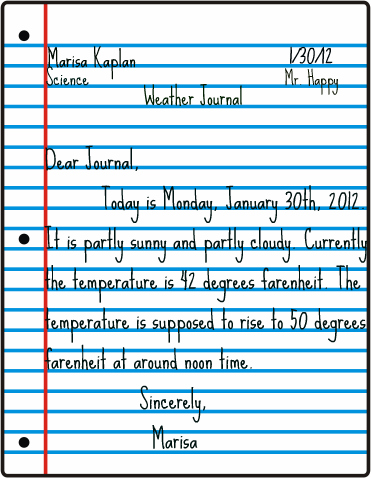 Marisa Kaplan 1/30/12
Science Mr. Happy
Weather Journal
Dear Journal,
Today is Monday, January 30th, 2012.
It is partly sunny and partly cloudy. Currently
the temperature is 42 degrees farenheit. The
temperature is supposed to rise to 50 degrees
farenheit at around noon time.
Sincerely,
Marisa